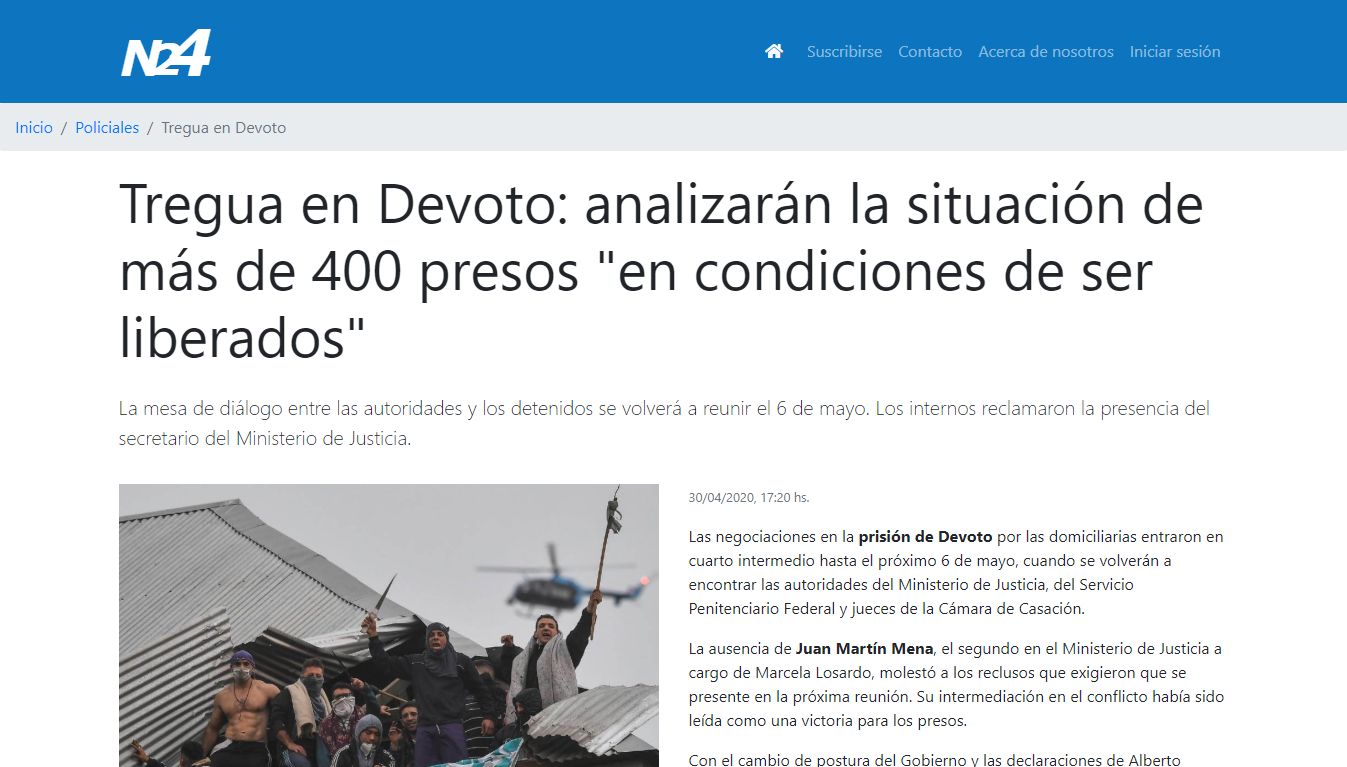 N24
Suscribirse Contacto Acerca de nosotros Iniciar sesión
Inicio / Policiales / Tregua en Devoto
Tregua en Devoto: analizarán la situación de
más de 400 presos "en condiciones de ser
liberados"
La mesa de diálogo entre las autoridades y los detenidos se volverá a reunir el 6 de mayo. Los internos reclamaron la presencia del
secretario del Ministerio de Justicia.
30/04/2020, 17:20 hs.
Las negociaciones en la prisión de Devoto por las domiciliarias entraron en
cuarto intermedio hasta el próximo 6 de mayo, cuando se volverán a
encontrar las autoridades del Ministerio de Justicia, del Servicio
Penitenciario Federal y jueces de la Cámara de Casación.
La ausencia de Juan Martín Mena, el segundo en el Ministerio de Justicia a
cargo de Marcela Losardo, molestó a los reclusos que exigieron que se
presente en la próxima reunión. Su intermediación en el conflicto había sido
leída como una victoria para los presos.
Con el cambio de postura del Gobierno y las declaraciones de Alberto